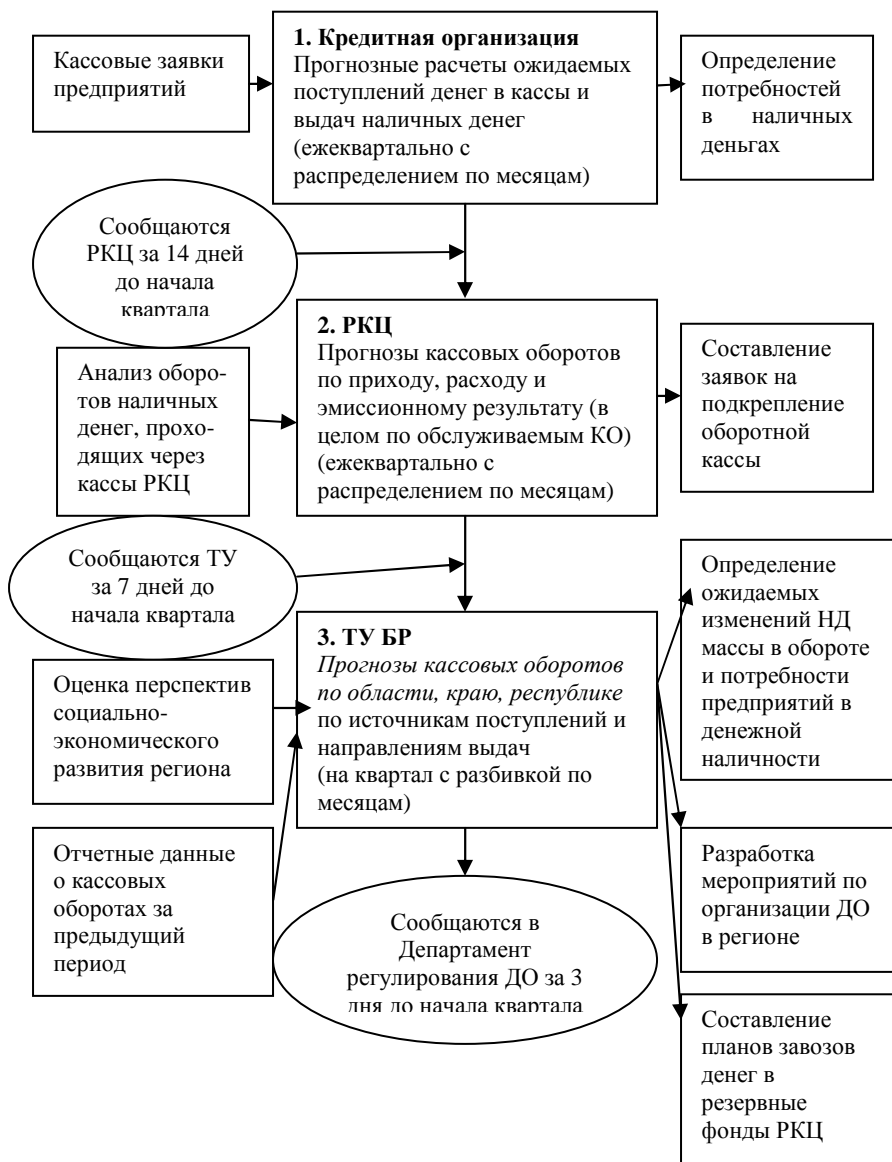 Кассовые заявки
предприятий
1. Кредитная организация
Прогнозные расчеты ожидаемых
поступлений денег в кассы и
выдач наличных денег
(ежеквартально с
распределением по месяцам)
Определение
потребностей
в наличных
деньгах
Сообщаются
РКЦ за 14 дней
до начала
квартала
2. РКЦ
Прогнозы кассовых оборотов
по приходу, расходу и
эмиссионному результату (в
целом по обслуживаемым КО)
(ежеквартально с
распределением по месяцам)
Составление
заявок на
подкрепление
оборотной
кассы
Анализ оборо-
тов наличных
денег, прохо-
дящих через
кассы РКЦ
Сообщаются ТУ
за 7 дней до
начала квартала
3. ТУ БР
Прогнозы кассовых оборотов
по области, краю, республике
по источникам поступлений и
направлениям выдач
(на квартал с разбивкой по
месяцам)
Определение
ожидаемых
изменений НД
массы в обороте
и потребности
предприятий в
денежной
наличности
Оценка перспектив
социально-
экономического
развития региона
Отчетные данные
о кассовых
оборотах за
предыдущий
период
Сообщаются в
Департамент
регулирования ДО за 3
дня до начала квартала
Разработка
мероприятий по
организации ДО
в регионе
Составление
планов завозов
денег в
резервные
фонды РКЦ